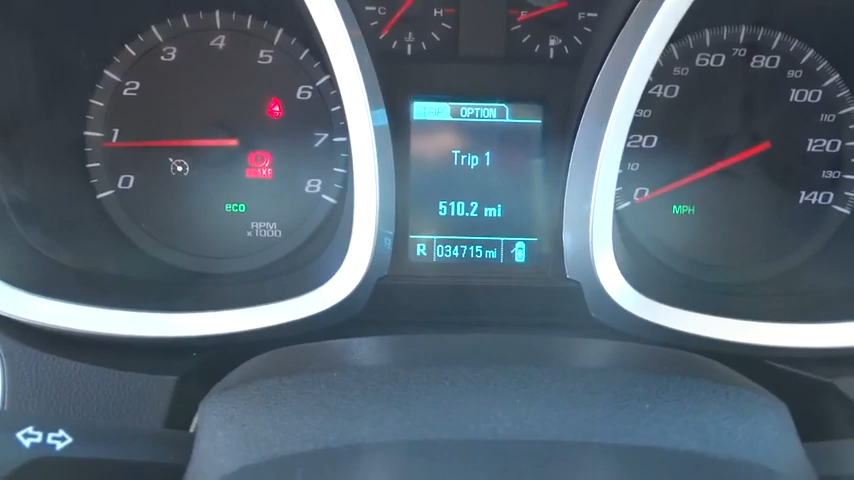 C H
F
0 1 2 3 4 5 6 7 8
eco
RPM
x1000
TRIP OPTION
Trip 1
510.2 mi
R 034715 mi
0 10 20 40 50 60 70 80 90 100 110 120 130 140
MPH